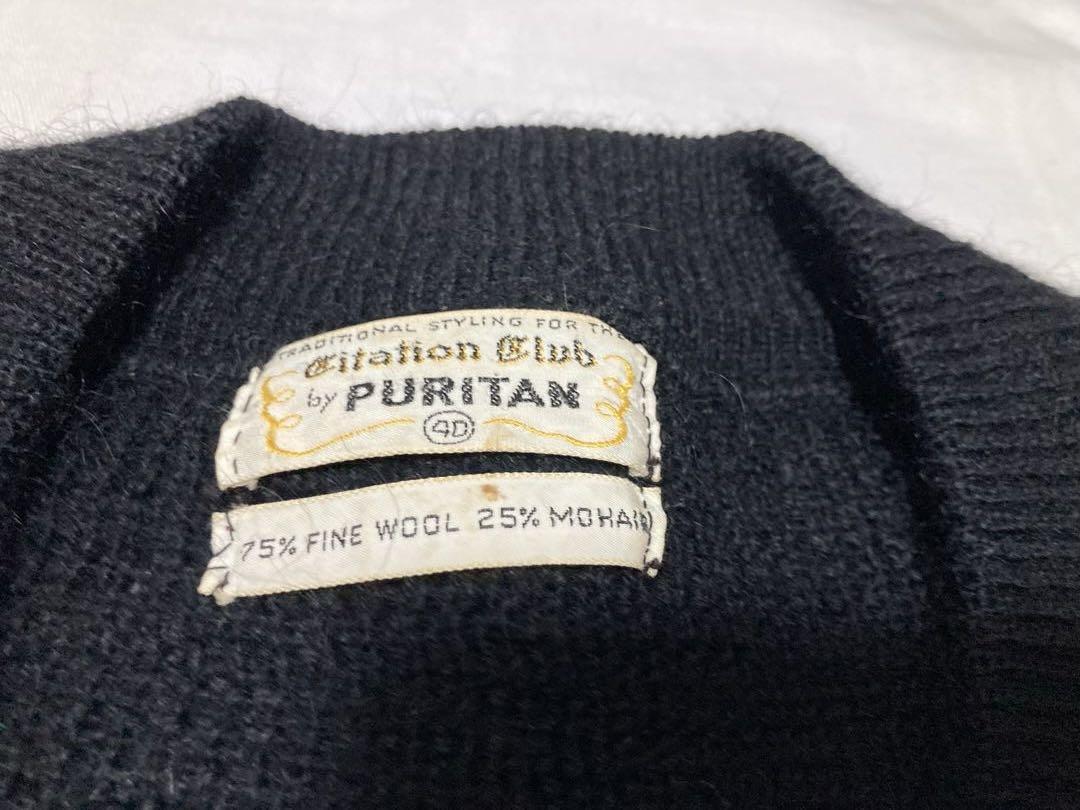 TRADITIONAL STYLING FOR THE
Citation Club
by PURITAN
40
75% FINE WOOL 25% MOHAIR